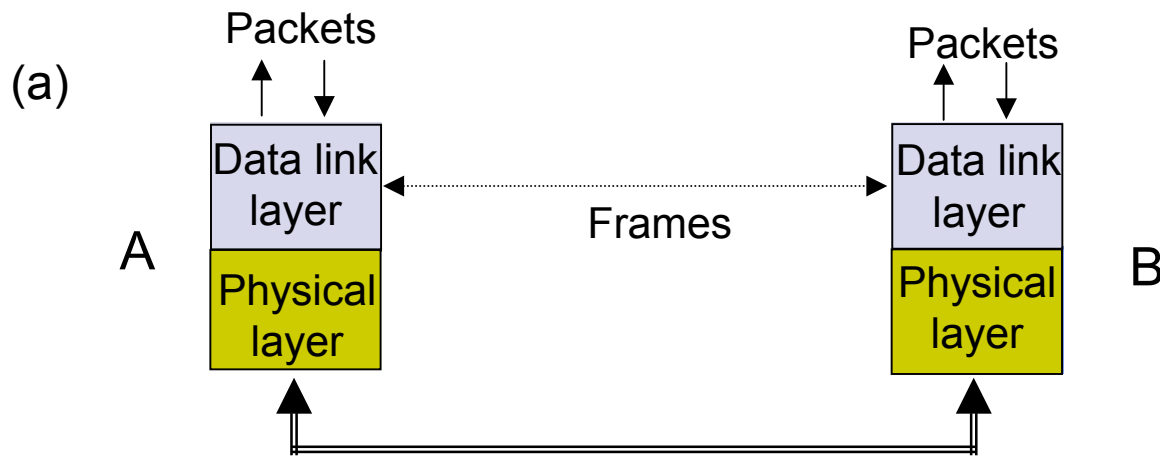 (a)
Packets
Packets
Data link
layer
Data link
layer
Frames
A
B
Physical
layer
Physical
layer